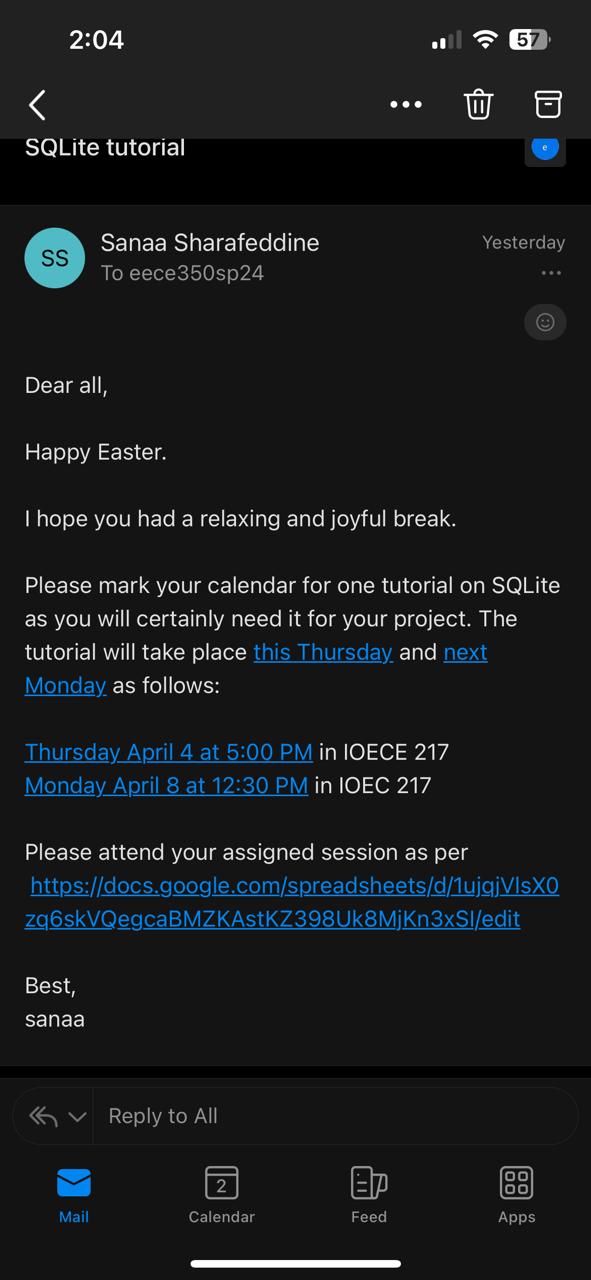 2:04
57
SQLite tutorial
e
SS
Sanaa Sharafeddine
Yesterday
To eece350sp24
Dear all,
Happy Easter.
I hope you had a relaxing and joyful break.
Please mark your calendar for one tutorial on SQLite
as you will certainly need it for your project. The
tutorial will take place this Thursday and next
Monday as follows:
Thursday April 4 at 5:00 PM in IOECE 217
Monday April 8 at 12:30 PM in IOEC 217
Please attend your assigned session as per
https://docs.google.com/spreadsheets/d/1ujqjVlsX0
zq6skVQegcaBMZKAstKZ398Uk8MjKn3xSI/edit
Best,
sanaa
Reply to All
2
Mail
Calendar
Feed
Apps